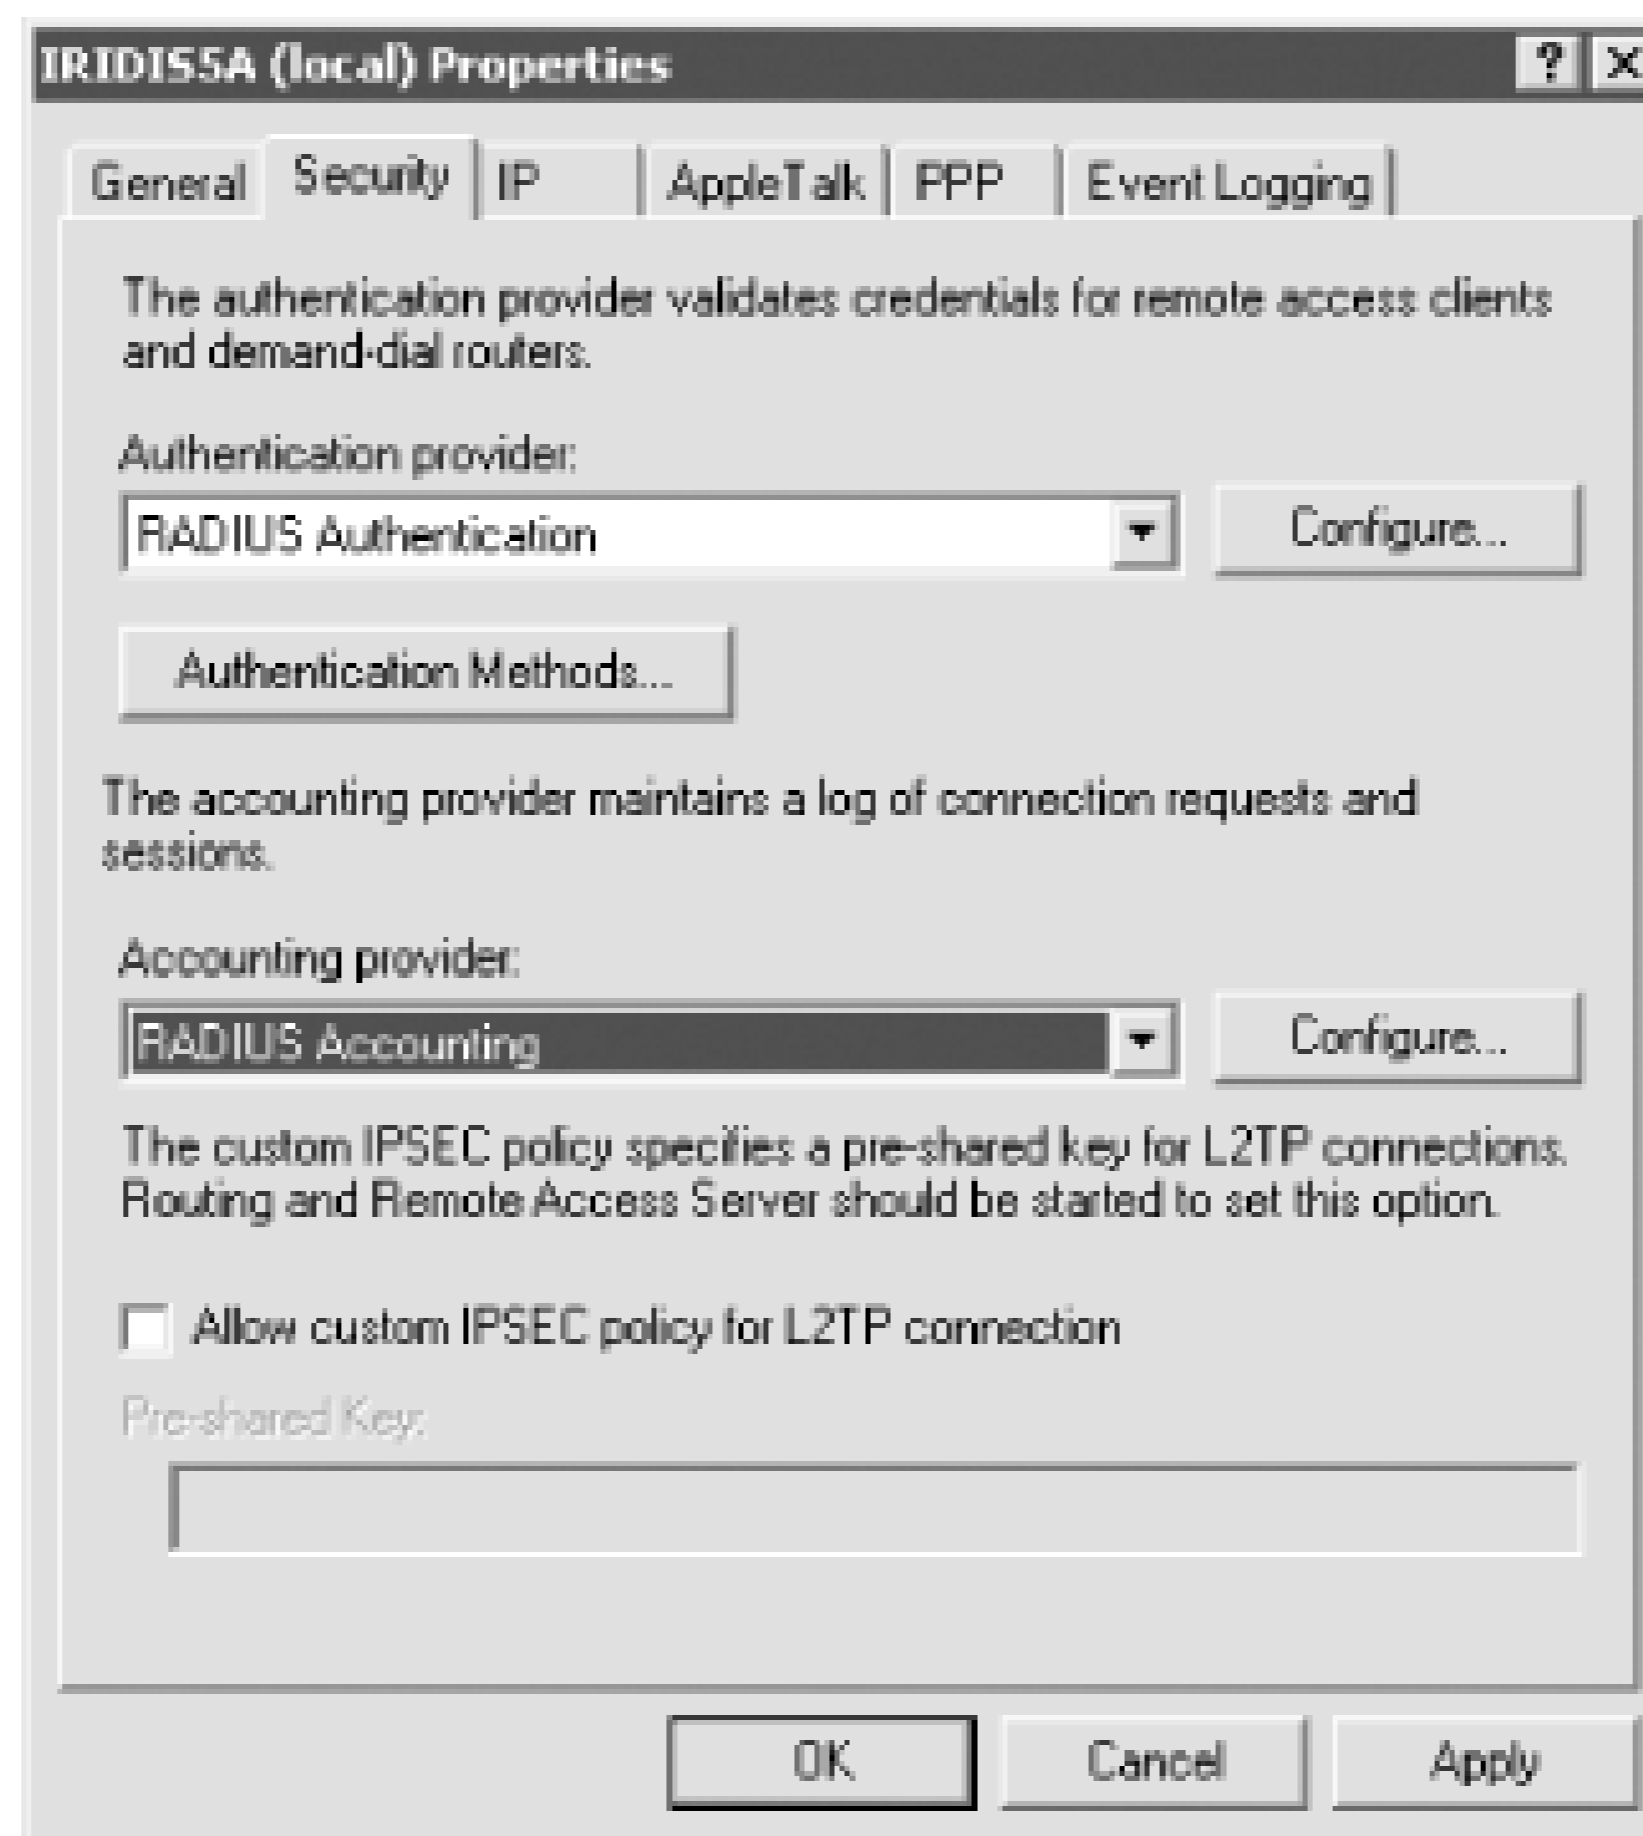 IRIDISSA (local) Properties
General Security IP AppleTalk PPP Event Logging
The authentication provider validates credentials for remote access clients
and demand-dial routers.
Authentication provider:
RADIUS Authentication
Configure...
Authentication Methods...
The accounting provider maintains a log of connection requests and
sessions.
Accounting provider:
RADIUS Accounting
Configure...
The custom IPSEC policy specifies a pre-shared key for L2TP connections.
Routing and Remote Access Server should be started to set this option.
Allow custom IPSEC policy for L2TP connection
Pre-shared Key:
OK Cancel Apply